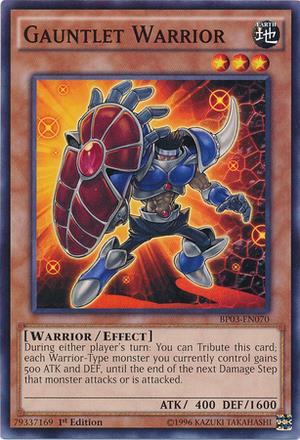 GAUNTLET WARRIOR
EARTH
地
BP03-EN070
[WARRIOR / EFFECT]
During either player's turn: You can Tribute this card;
each Warrior-Type monster you currently control gains
500 ATK and DEF, until the end of the next Damage Step
that monster attacks or is attacked.
ATK/ 400 DEF/1600
79337169 1st Edition ©1996 KAZUKI TAKAHASHI